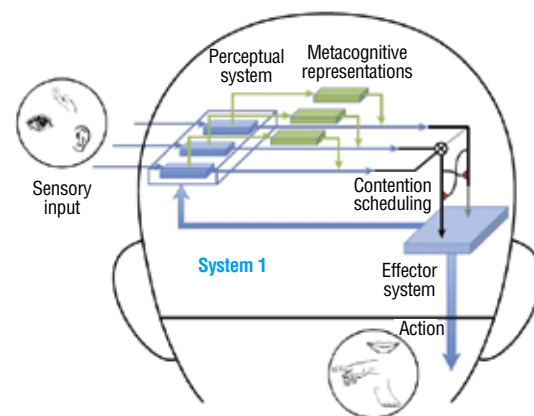 Perceptual
system
Metacognitive
representations
Sensory
input
Contention
scheduling
System 1
Effector
system
Action